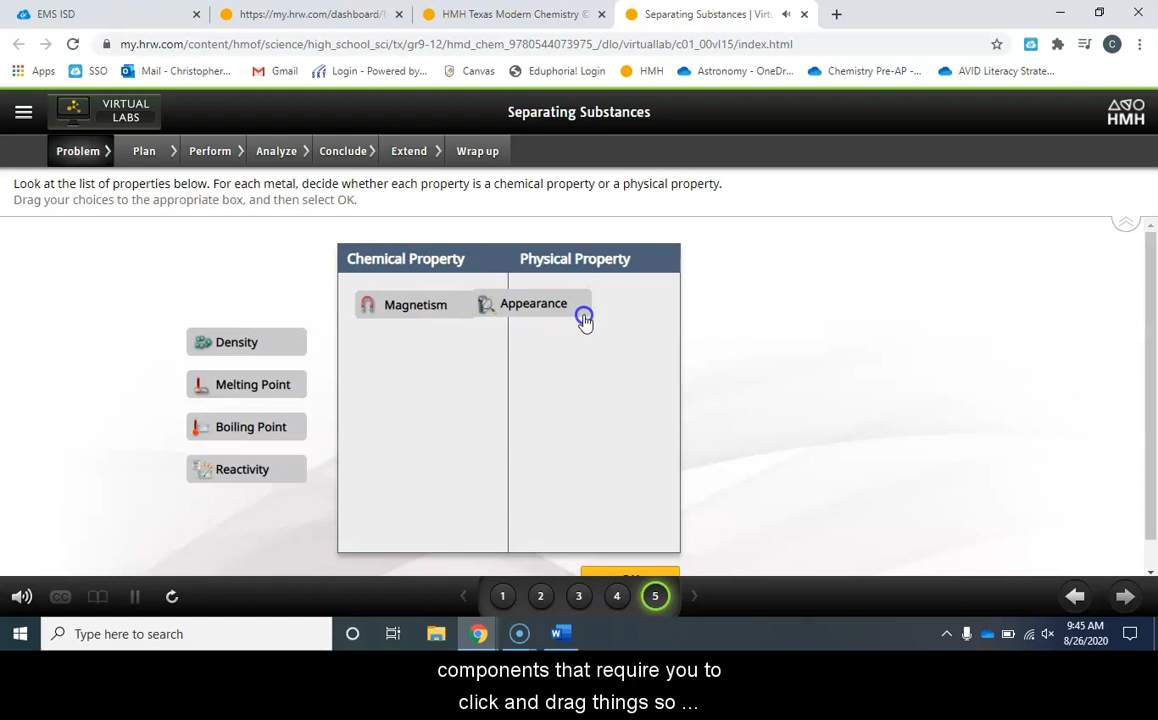 EMS ISD
https://my.hrw.com/dashboard/
HMH Texas Modern Chemistry ©
Separating Substances | Virtu
my.hrw.com/content/hmof/science/high_school_sci/tx/gr9-12/hmd_chem_9780544073975_/dlo/virtuallab/c01_00vl15/index.html
C
Apps
SSO
Mail - Christopher...
Gmail
Login - Powered by...
Canvas
Eduphoria! Login
HMH
Astronomy - OneDr...
Chemistry Pre-AP -...
AVID Literacy Strate...
VIRTUAL
LABS
Separating Substances
HMH
Problem
Plan
Perform
Analyze
Conclude
Extend
Wrap up
Look at the list of properties below. For each metal, decide whether each property is a chemical property or a physical property.
Drag your choices to the appropriate box, and then select OK.
Chemical Property
Physical Property
Magnetism
Appearance
Density
Melting Point
Boiling Point
Reactivity
CC
1
2
3
4
5
Type here to search
9:45 AM
8/26/2020
components that require you to
click and drag things so ...